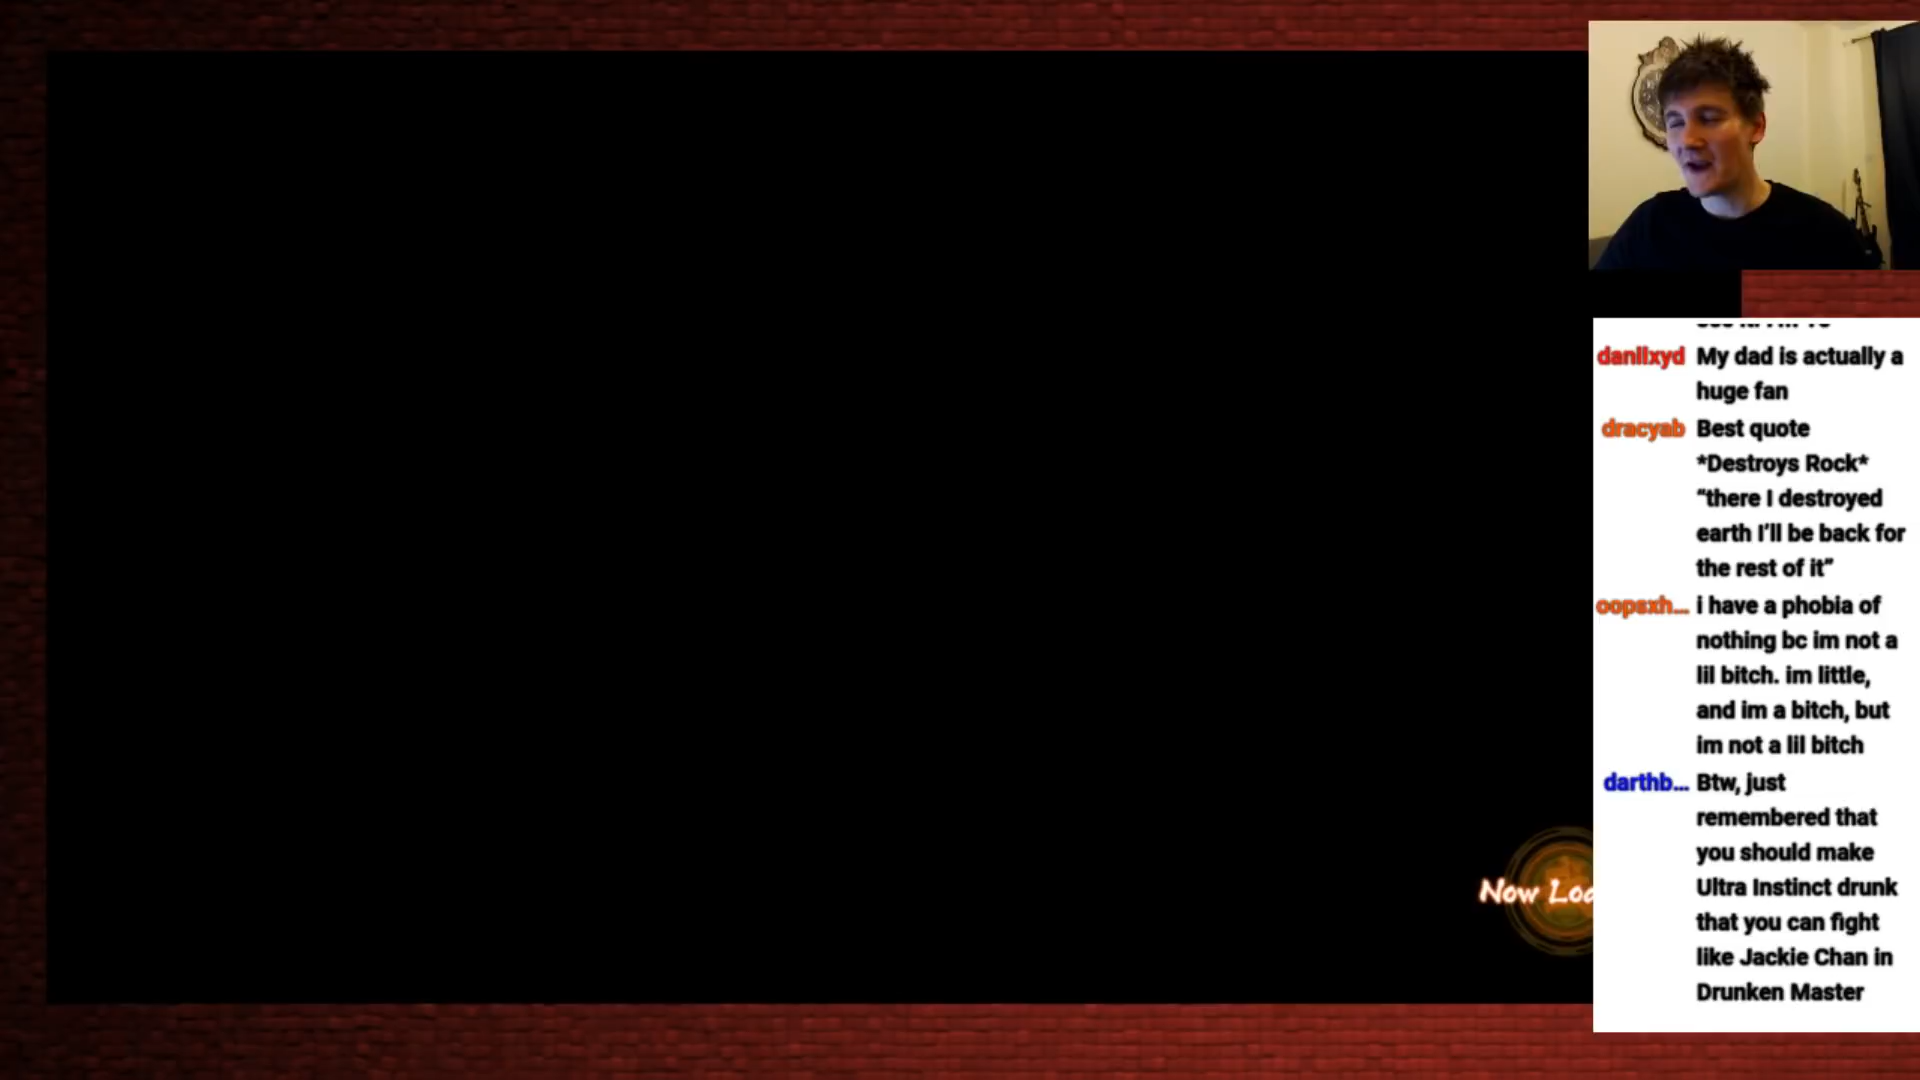 danllxyd My dad is actually a
huge fan
dracyab Best quote
*Destroys Rock*
“there I destroyed
earth I’ll be back for
the rest of it”
oopsxh... i have a phobia of
nothing bc im not a
lil bitch. im little,
and im a bitch, but
im not a lil bitch
darthb... Btw, just
remembered that
you should make
Ultra Instinct drunk
that you can fight
like Jackie Chan in
Drunken Master
Now Loa